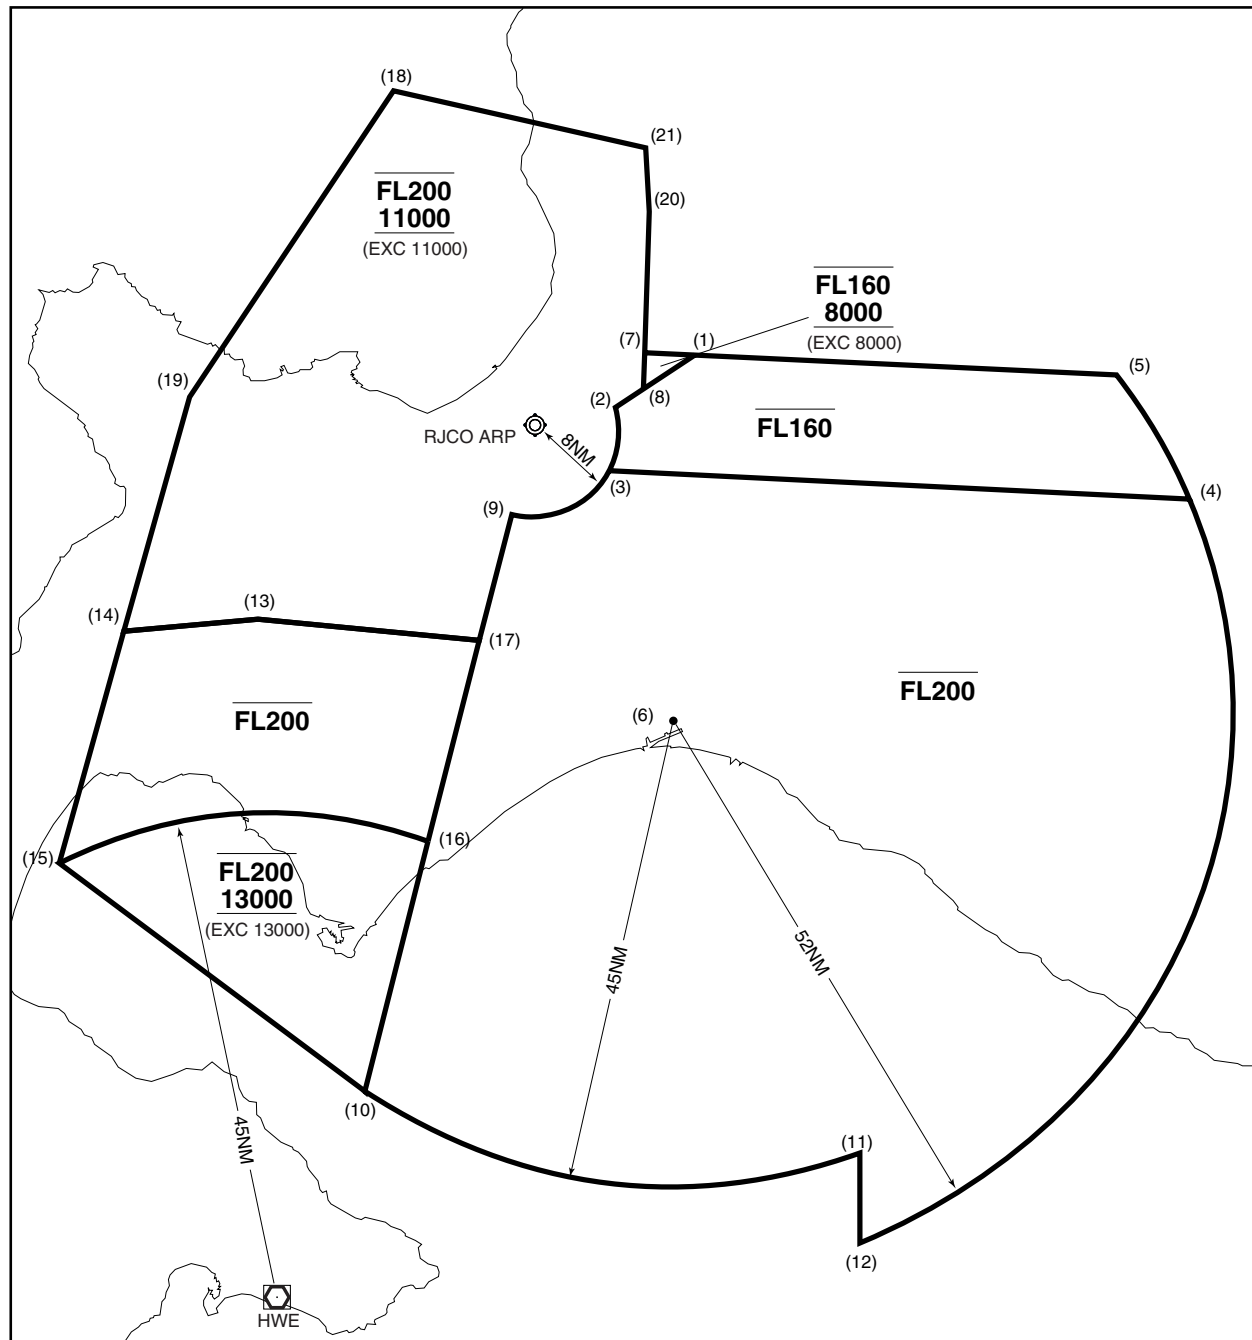 (18)
(21)
FL200
11000
(EXC 11000)
(20)
FL160
8000
(EXC 8000)
(7)
(1)
(5)
(19)
(8)
(2)
FL160
RJCO ARP
8NM
(3)
(4)
(9)
(13)
(14)
(17)
FL200
(6)
FL200
(16)
(15)
FL200
13000
(EXC 13000)
45NM
52NM
(10)
45NM
(11)
(12)
HWE